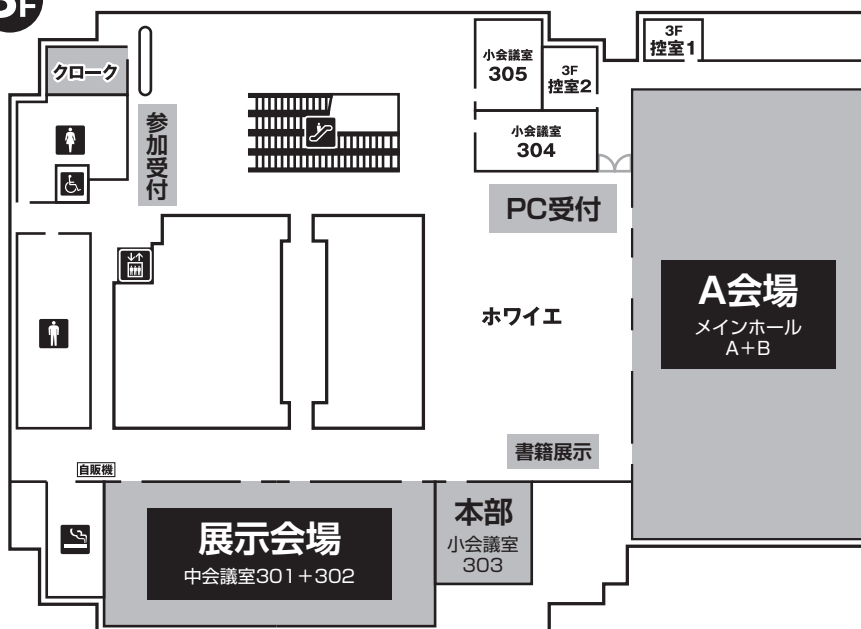 3F
クローク
参加受付
小会議室
305
3F
控室2
3F
控室1
小会議室
304
PC受付
A会場
メインホール
A+B
ホワイエ
書籍展示
自販機
展示会場
中会議室301+302
本部
小会議室
303